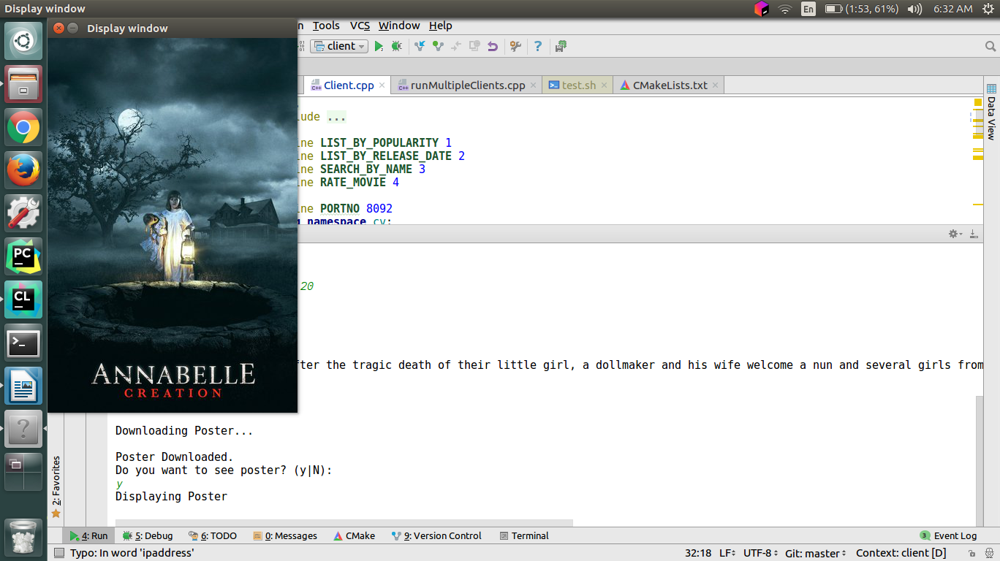 Display window
En
(1:53, 61%)
6:32 AM
Display window
Tools VCS Window Help
client
Client.cpp
runMultipleClients.cpp
test.sh
CMakeLists.txt
Data View
lude ...
ine LIST_BY_POPULARITY 1
ine LIST_BY_RELEASE_DATE 2
ine SEARCH_BY_NAME 3
ine RATE_MOVIE 4
ine PORTNO 8092
namespace cv;
20
fter the tragic death of their little girl, a dollmaker and his wife welcome a nun and several girls from
ANNABELLE
CREATION
PC
CL
Downloading Poster...
Poster Downloaded.
Do you want to see poster? (y|N):
y
Displaying Poster
2: Favorites
4: Run
5: Debug
6: TODO
0: Messages
CMake
9: Version Control
Terminal
3 Event Log
Typo: In word 'ipaddress'
32:18 LF UTF-8 Git: master Context: client [D]